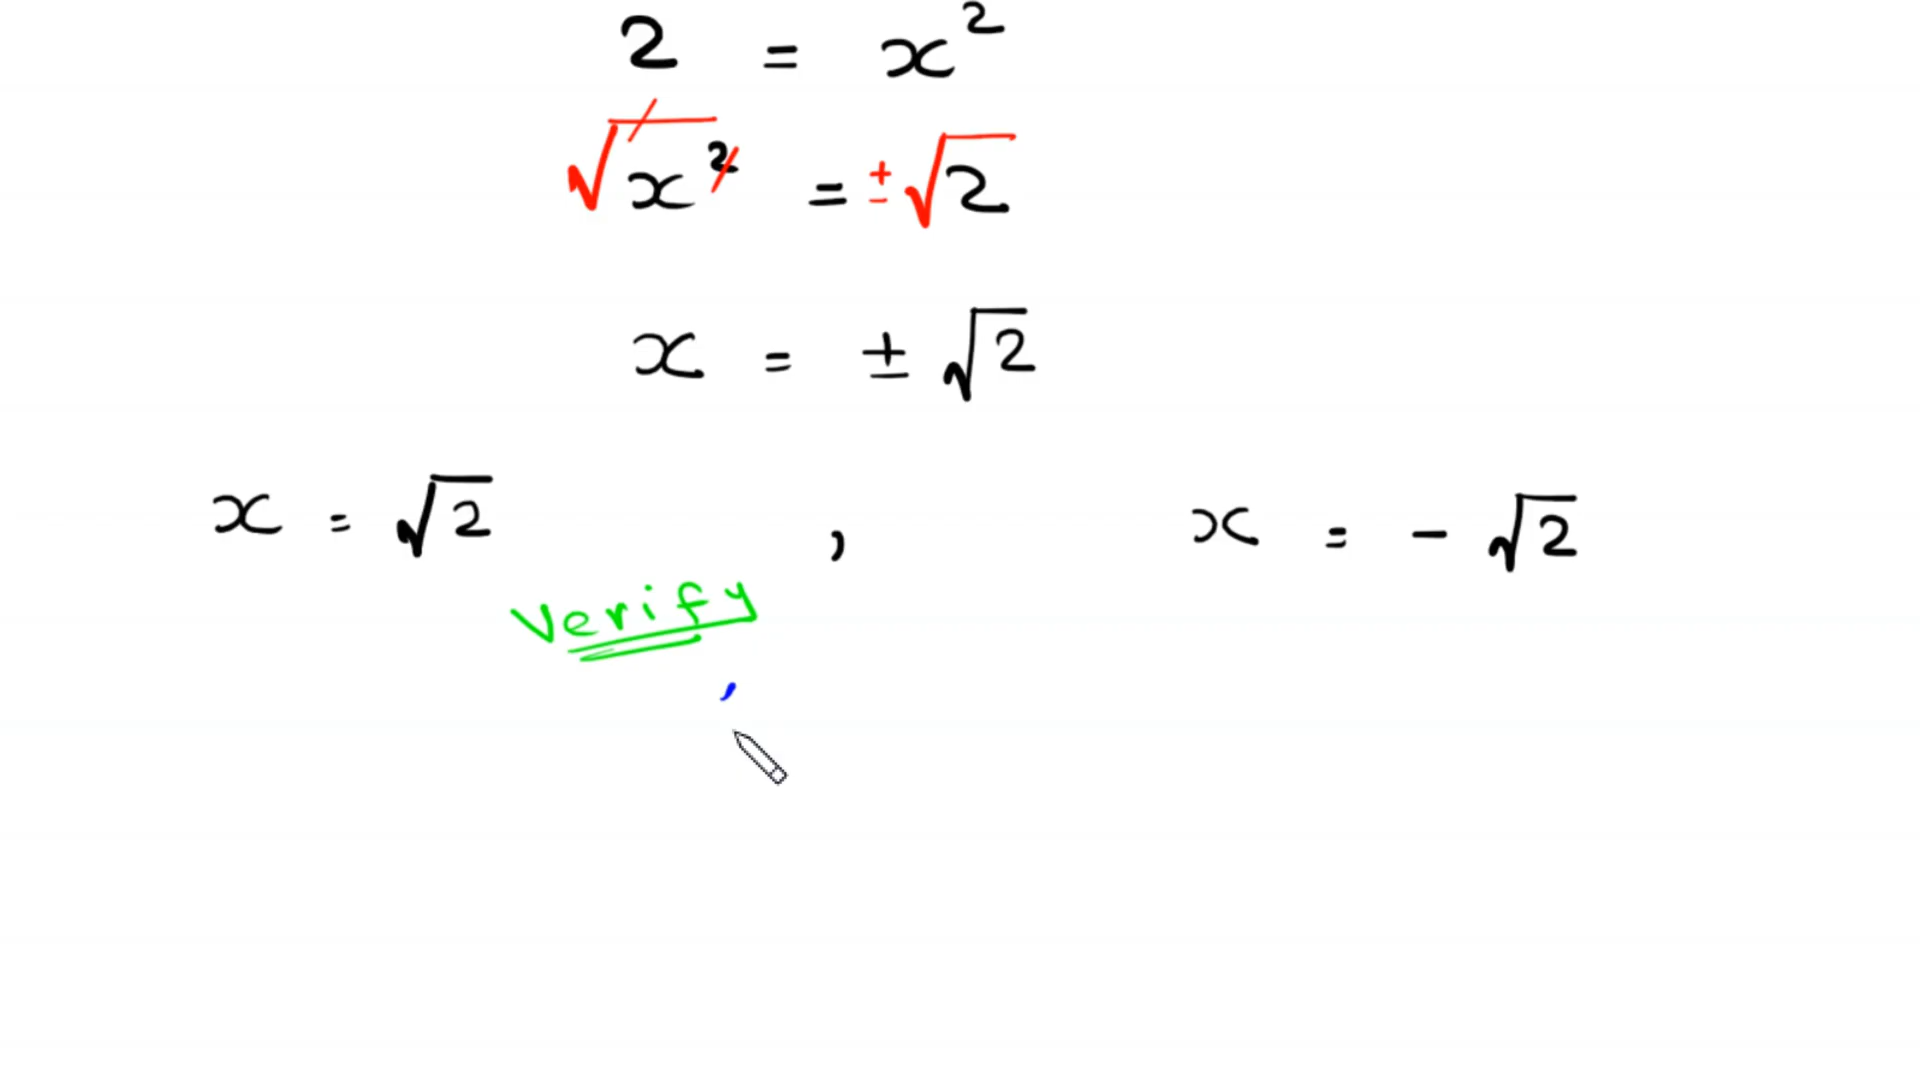 2 = x²
√x² = ±√2
x = ± √2
x = √2 , x = - √2
Verify
,